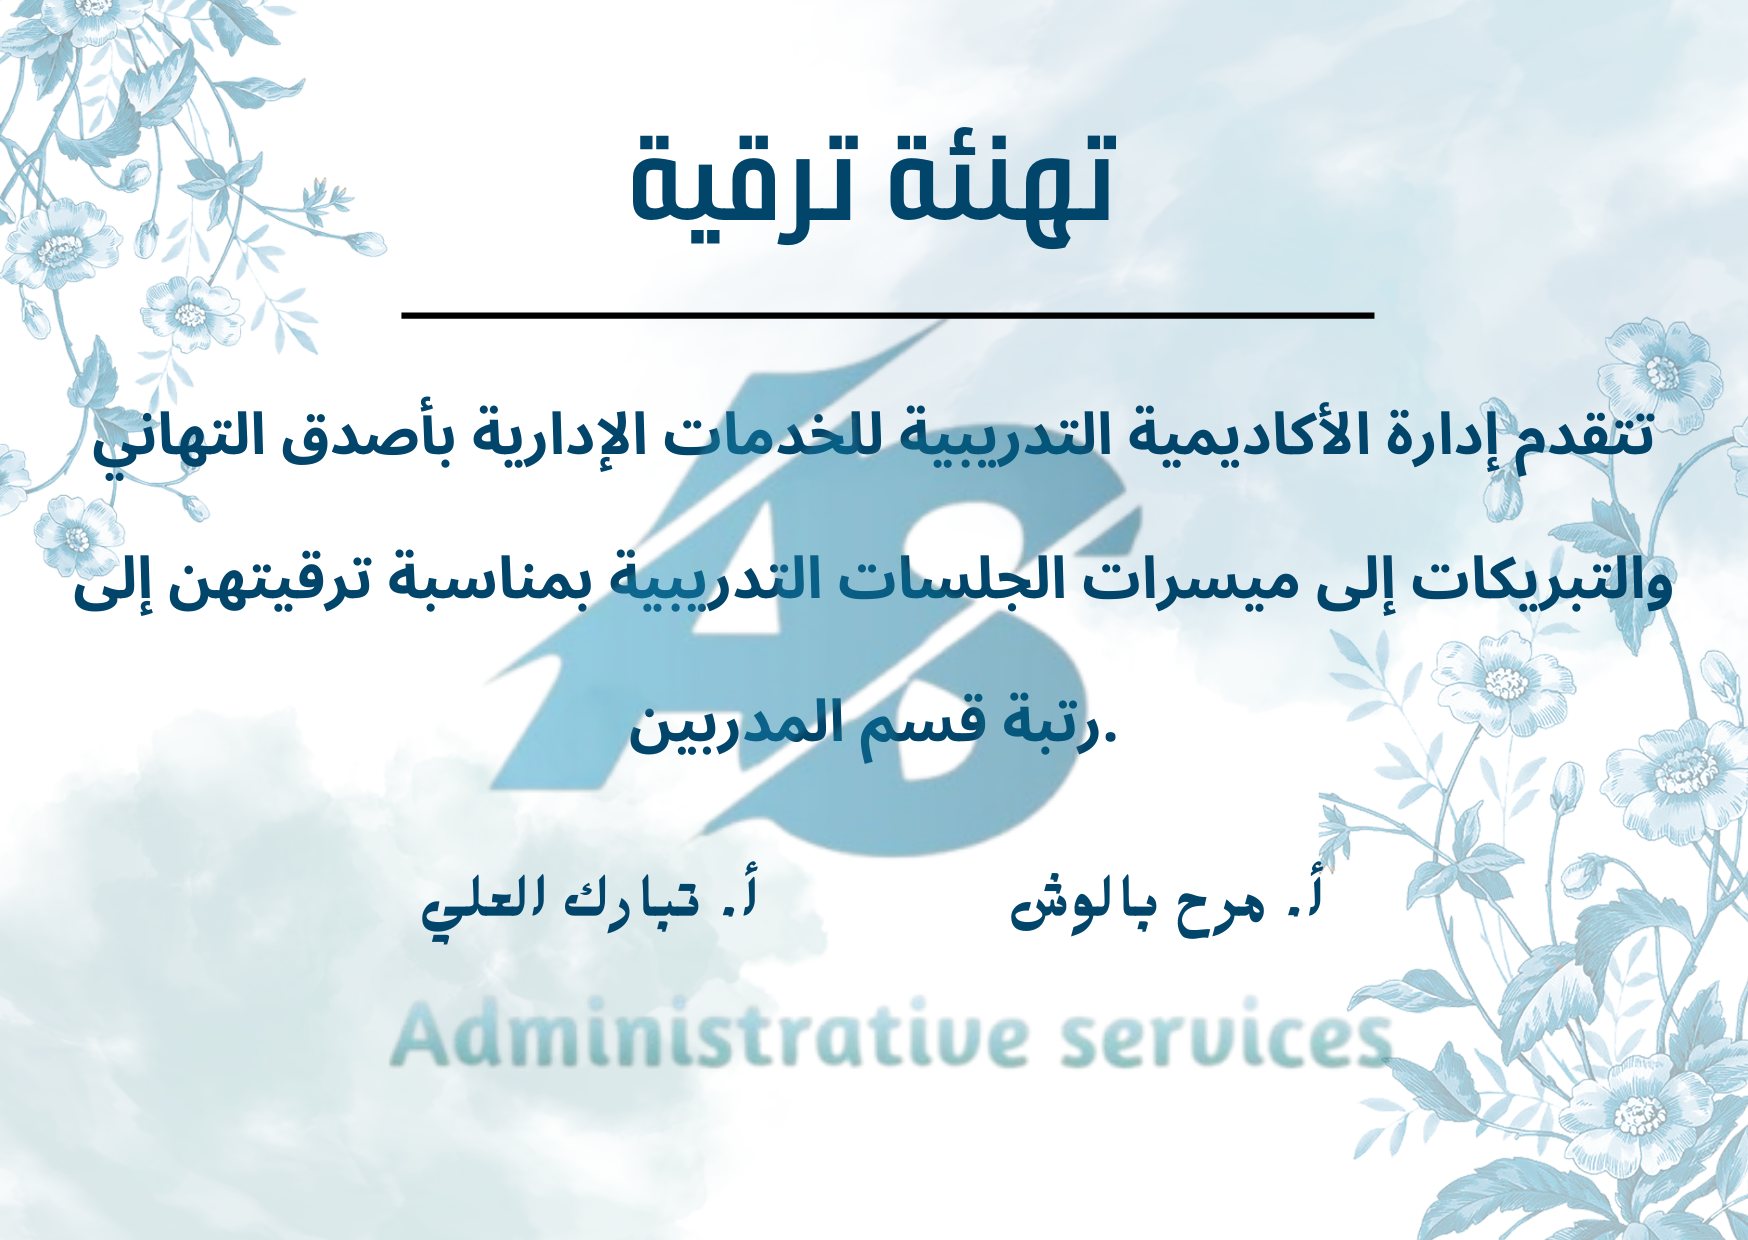 تهنئة ترقية
تتقدم إدارة الأكاديمية التدريبية للخدمات الإدارية بأصدق التهاني
والتبريكات إلى ميسرات الجلسات التدريبية بمناسبة ترقيتهن إلى
.رتبة قسم المدربين
أ. مرح بالوش
أ. تبارك العلي
AS
Administrative services